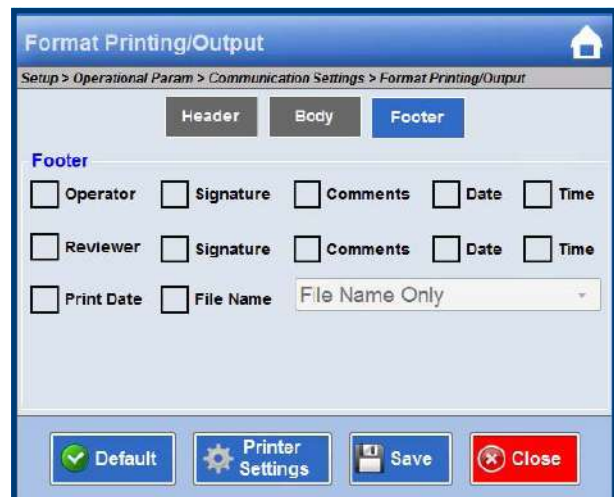 Format Printing/Output
Setup > Operational Param > Communication Settings > Format Printing/Output
Header Body Footer
Footer
Operator Signature Comments Date Time
Reviewer Signature Comments Date Time
Print Date File Name File Name Only
Default Printer Settings Save Close